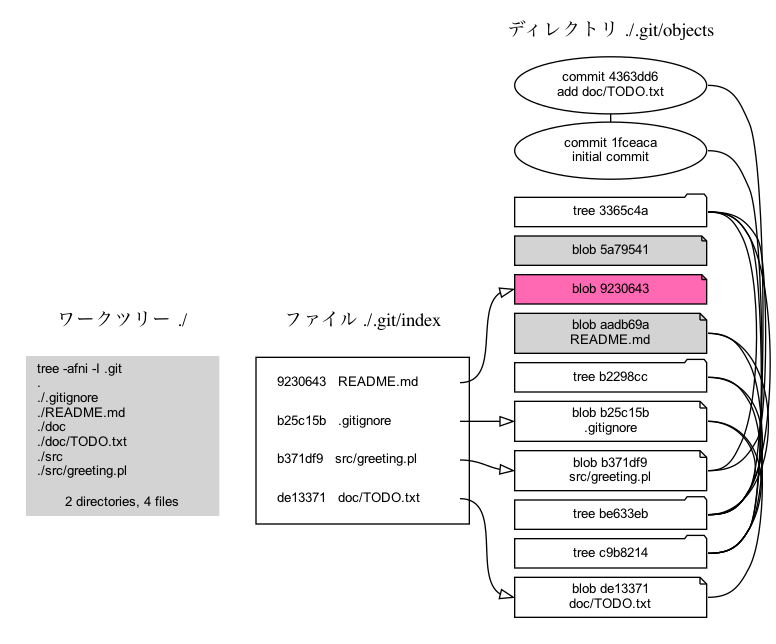 ディレクトリ ./.git/objects
commit 4363dd6
add doc/TODO.txt
commit 1fceaca
initial commit
tree 3365c4a
blob 5a79541
blob 9230643
blob aadb69a
README.md
tree b2298cc
blob b25c15b
.gitignore
blob b371df9
src/greeting.pl
tree be633eb
tree c9b8214
blob de13371
doc/TODO.txt
ワークツリー ./
tree -afni -I .git
.
./.gitignore
./README.md
./doc
./doc/TODO.txt
./src
./src/greeting.pl
2 directories, 4 files
ファイル ./.git/index
9230643 README.md
b25c15b .gitignore
b371df9 src/greeting.pl
de13371 doc/TODO.txt